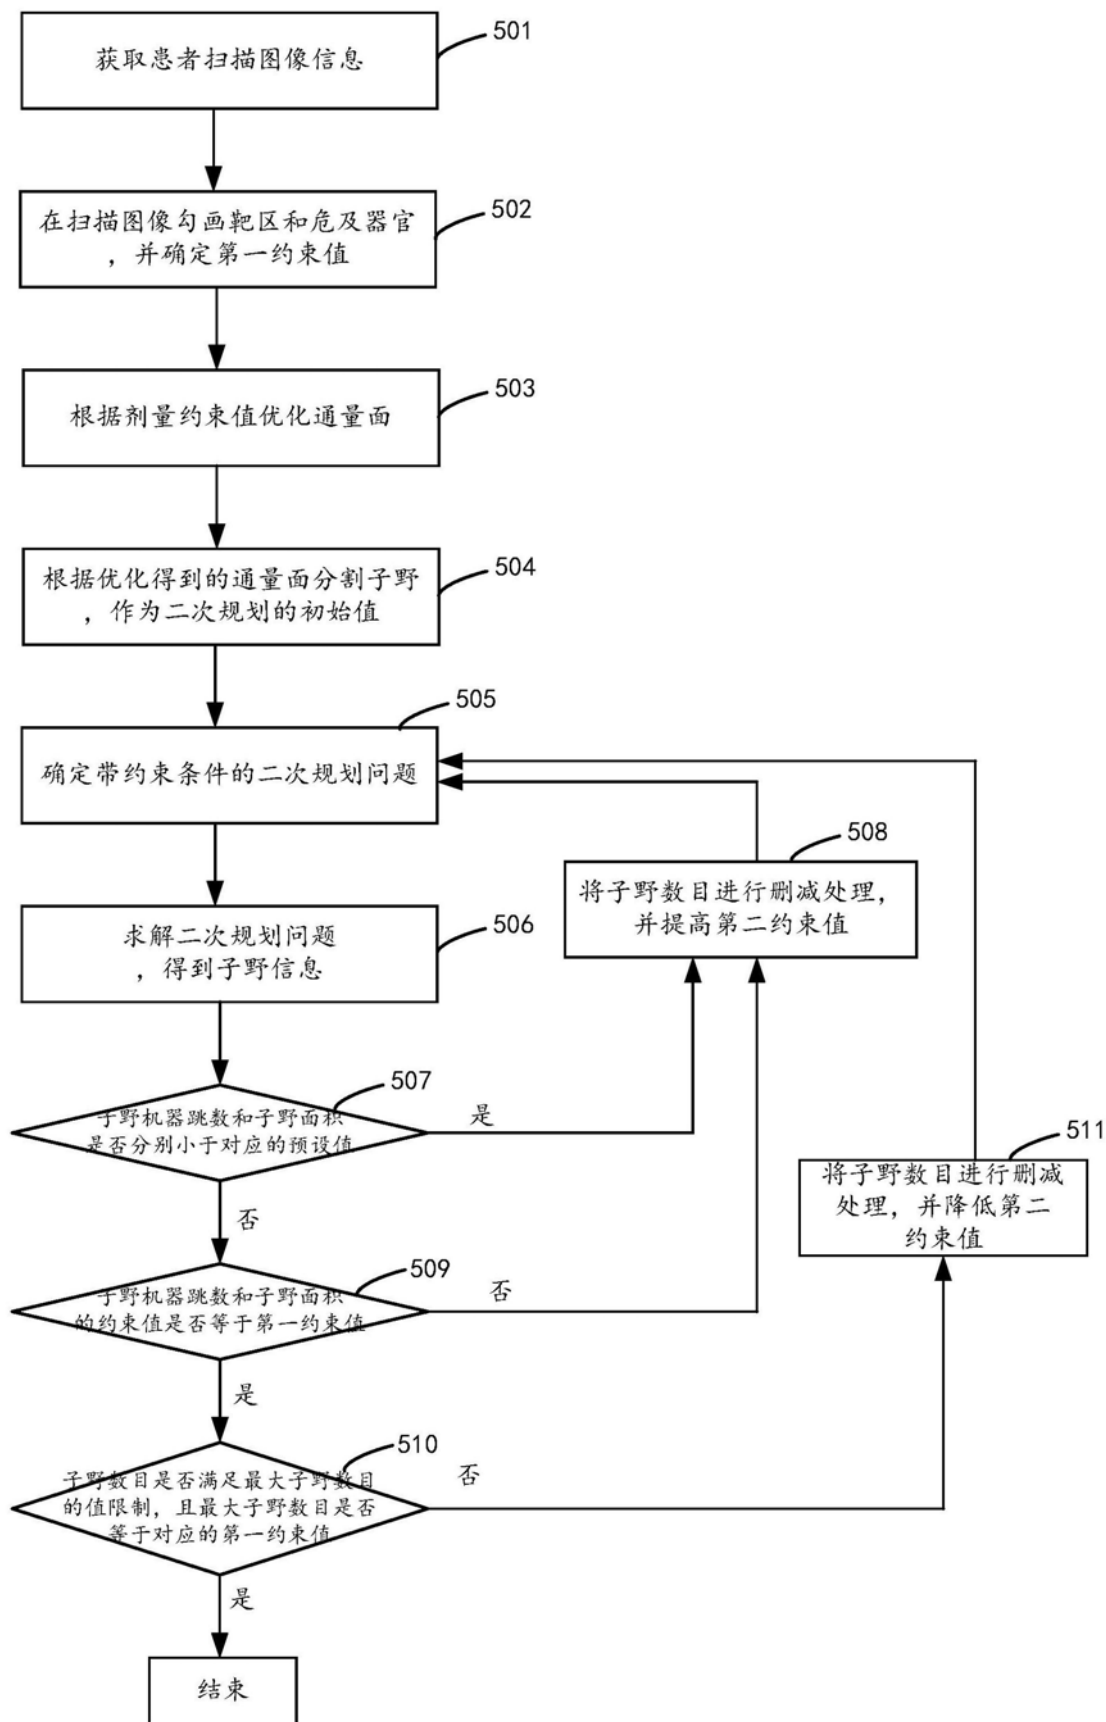 501
获取患者扫描图像信息
502
在扫描图像勾画靶区和危及器官
，并确定第一约束值
503
根据剂量约束值优化通量面
504
根据优化得到的通量面分割子野
，作为二次规划的初始值
505
确定带约束条件的二次规划问题
508
将子野数目进行删减处理，
并提高第二约束值
506
求解二次规划问题
，得到子野信息
507
子野机器跳数和子野面积
是否分别小于对应的预设值
是
511
将子野数目进行删减
处理，并降低第二
约束值
否
509
子野机器跳数和子野面积
的约束值是否等于第一约束值
否
是
510
子野数目是否满足最大子野数目
的值限制，且最大子野数目是否
等于对应的第一约束值
否
是
结束